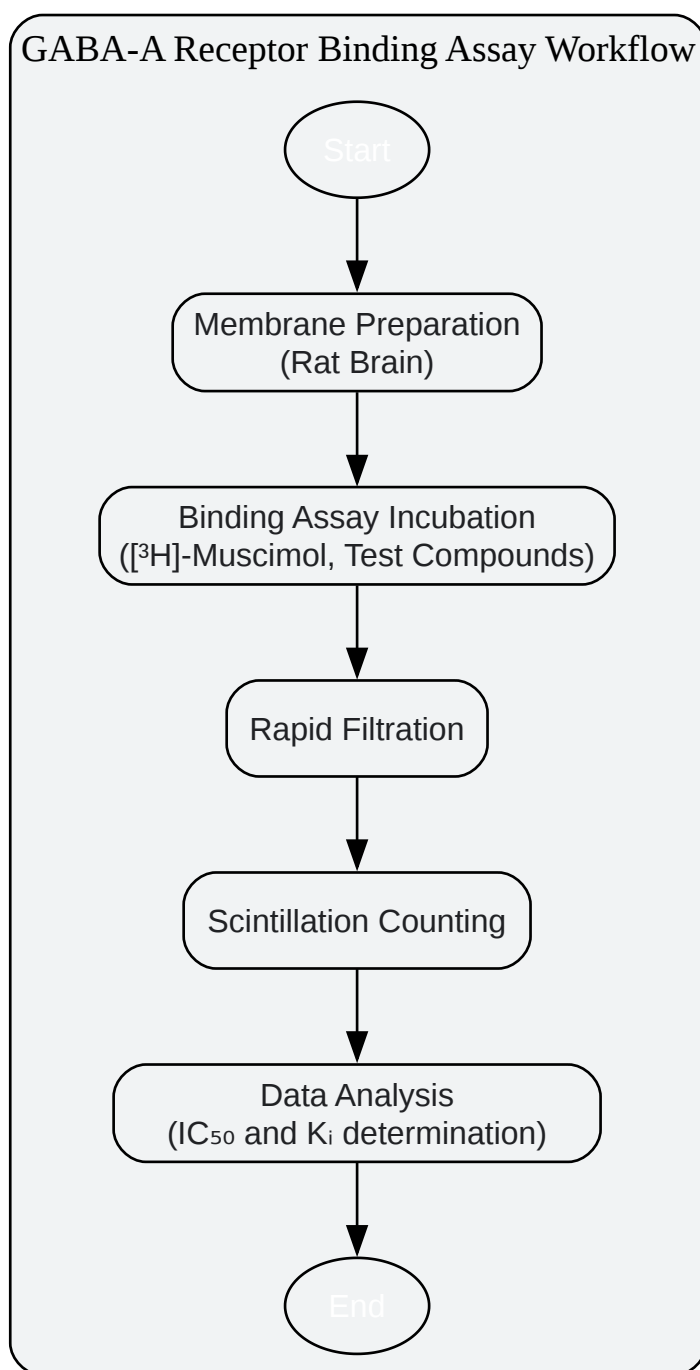 GABA-A Receptor Binding Assay Workflow
Start
Membrane Preparation
(Rat Brain)
Binding Assay Incubation
([³H]-Muscimol, Test Compounds)
Rapid Filtration
Scintillation Counting
Data Analysis
(IC₅₀ and Kᵢ determination)
End